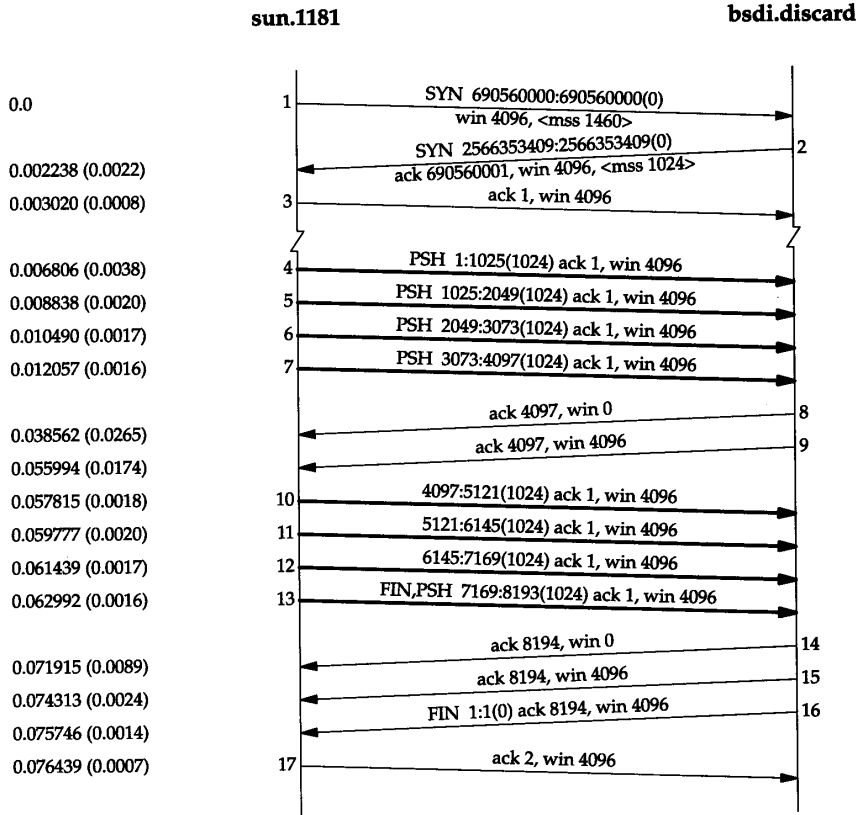 sun.1181 bsdi.discard
0.0 1 SYN 690560000:690560000(0)
win 4096, <mss 1460>
SYN 2566353409:2566353409(0) 2
0.002238 (0.0022) ack 690560001, win 4096, <mss 1024>
0.003020 (0.0008) 3 ack 1, win 4096
0.006806 (0.0038) 4 PSH 1:1025(1024) ack 1, win 4096
0.008838 (0.0020) 5 PSH 1025:2049(1024) ack 1, win 4096
0.010490 (0.0017) 6 PSH 2049:3073(1024) ack 1, win 4096
0.012057 (0.0016) 7 PSH 3073:4097(1024) ack 1, win 4096
ack 4097, win 0 8
0.038562 (0.0265)
ack 4097, win 4096 9
0.055994 (0.0174)
0.057815 (0.0018) 10 4097:5121(1024) ack 1, win 4096
0.059777 (0.0020) 11 5121:6145(1024) ack 1, win 4096
0.061439 (0.0017) 12 6145:7169(1024) ack 1, win 4096
0.062992 (0.0016) 13 FIN,PSH 7169:8193(1024) ack 1, win 4096
ack 8194, win 0 14
0.071915 (0.0089)
ack 8194, win 4096 15
0.074313 (0.0024)
FIN 1:1(0) ack 8194, win 4096 16
0.075746 (0.0014)
0.076439 (0.0007) 17 ack 2, win 4096